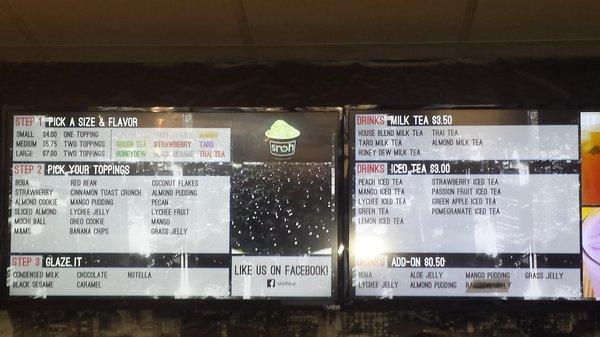 STEP 1 PICK A SIZE & FLAVOR
SMALL $4.00 ONE TOPPING
MEDIUM $5.75 TWO TOPPINGS
LARGE $7.00 TWO TOPPINGS
MANGO
GREEN TEA STRAWBERRY TARO
HONEYDEW BLACK SESAME THAI TEA
STEP 2 PICK YOUR TOPPINGS
BOBA RED BEAN COCONUT FLAKES
STRAWBERRY CINNAMON TOAST CRUNCH ALMOND PUDDING
ALMOND COOKIE MANGO PUDDING PECAN
SLICED ALMOND LYCHEE JELLY LYCHEE FRUIT
MOCHI BALL OREO COOKIE MANGO
M&MS BANANA CHIPS GRASS JELLY
STEP 3 GLAZE IT
CONDENSED MILK CHOCOLATE NUTELLA
BLACK SESAME CARAMEL
snoh
LIKE US ON FACEBOOK!
VIZIO
DRINKS MILK TEA $3.50
HOUSE BLEND MILK TEA THAI TEA
TARO MILK TEA ALMOND MILK TEA
HONEY DEW MILK TEA
DRINKS ICED TEA $3.00
PEACH ICED TEA STRAWBERRY ICED TEA
MANGO ICED TEA PASSION FRUIT ICED TEA
LYCHEE ICED TEA GREEN APPLE ICED TEA
GREEN TEA POMEGRANATE ICED TEA
LEMON ICED TEA
DRINKS ADD-ON $0.50
BOBA ALOE JELLY MANGO PUDDING GRASS JELLY
LYCHEE JELLY ALMOND PUDDING RAINBOW JELLY